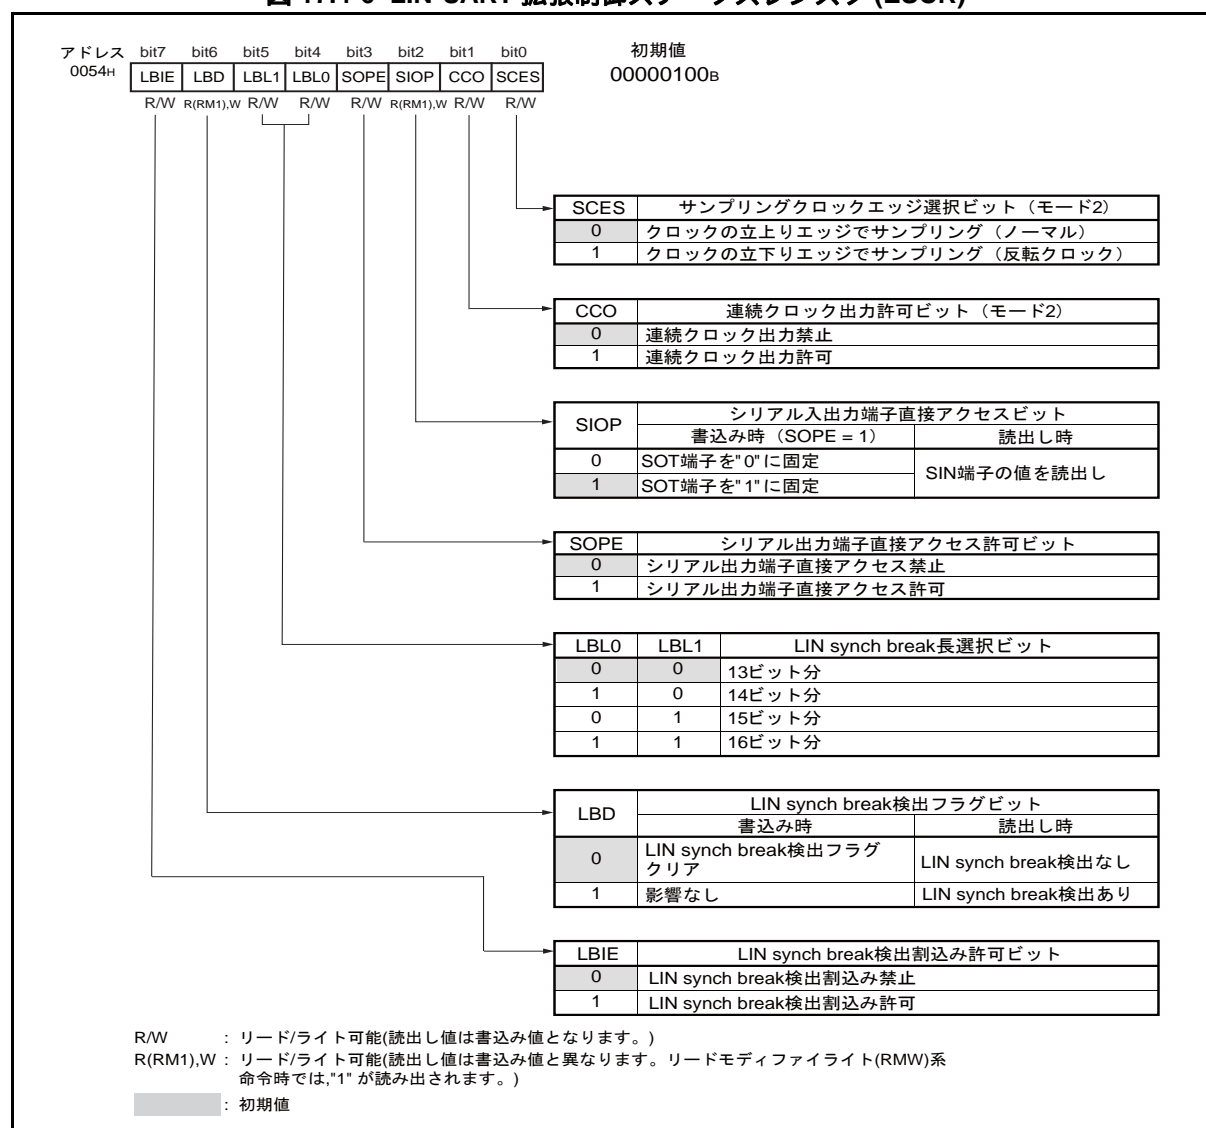 アドレス bit7 bit6 bit5 bit4 bit3 bit2 bit1 bit0 初期値
0054H LBIE LBD LBL1 LBL0 SOPE SIOP CCO SCES 00000100B
R/W R(RM1),W R/W R/W R/W R(RM1),W R/W R/W
SCES サンプリングクロックエッジ選択ビット（モード2）
0 クロックの立上りエッジでサンプリング（ノーマル）
1 クロックの立下りエッジでサンプリング（反転クロック）
CCO 連続クロック出力許可ビット（モード2）
0 連続クロック出力禁止
1 連続クロック出力許可
SIOP シリアル入出力端子直接アクセスビット
書込み時（SOPE = 1） 読出し時
0 SOT端子を"0"に固定 SIN端子の値を読出し
1 SOT端子を"1"に固定
SOPE シリアル出力端子直接アクセス許可ビット
0 シリアル出力端子直接アクセス禁止
1 シリアル出力端子直接アクセス許可
LBL0 LBL1 LIN synch break長選択ビット
0 0 13ビット分
1 0 14ビット分
0 1 15ビット分
1 1 16ビット分
LBD LIN synch break検出フラグビット
書込み時 読出し時
0 LIN synch break検出フラグ LIN synch break検出なし
クリア
1 影響なし LIN synch break検出あり
LBIE LIN synch break検出割込み許可ビット
0 LIN synch break検出割込み禁止
1 LIN synch break検出割込み許可
R/W : リード/ライト可能(読出し値は書込み値となります。)
R(RM1),W : リード/ライト可能(読出し値は書込み値と異なります。リードモディファイライト(RMW)系
命令時では,"1" が読み出されます。)
: 初期値